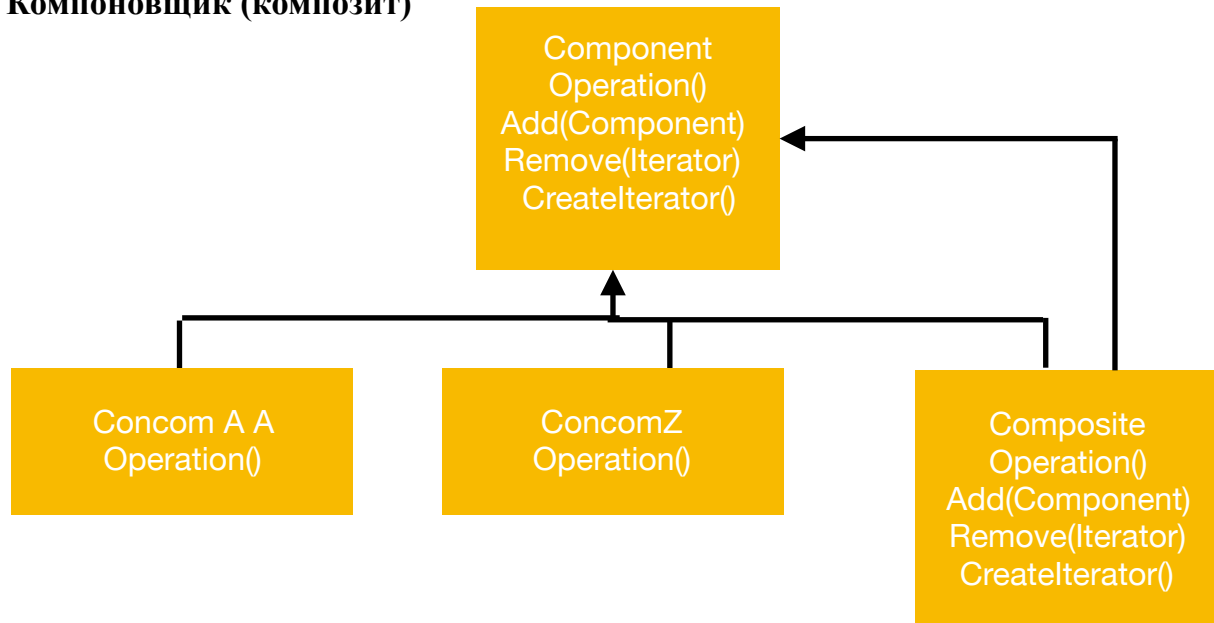 Компоновщик (композит)
Component
Operation()
Add(Component)
Remove(Iterator)
CreateIterator()
Concom A A
Operation()
ConcomZ
Operation()
Composite
Operation()
Add(Component)
Remove(Iterator)
CreateIterator()